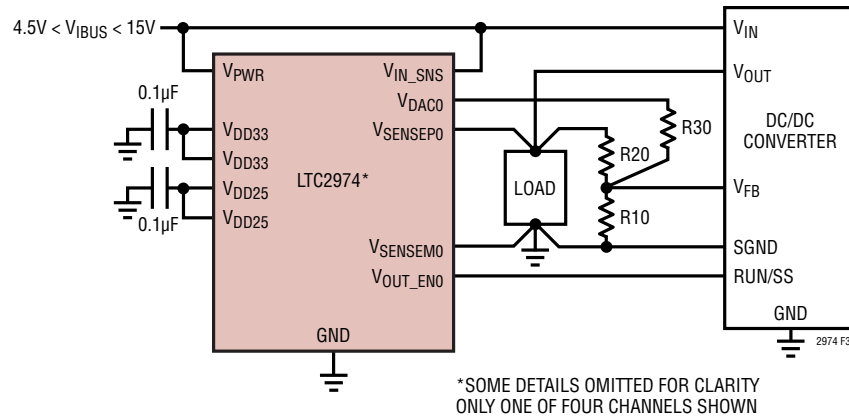 4.5V < VIBUS < 15V
VIN
VPWR
VIN_SNS
VOUT
0.1µF
VDAC0
DC/DC
CONVERTER
VDD33
VSENSEP0
R30
R20
VDD33
LTC2974*
LOAD
VDD25
VFB
0.1µF
VDD25
R10
VSENSEM0
SGND
VOUT_EN0
RUN/SS
GND
GND
2974 F3
*SOME DETAILS OMITTED FOR CLARITY
ONLY ONE OF FOUR CHANNELS SHOWN